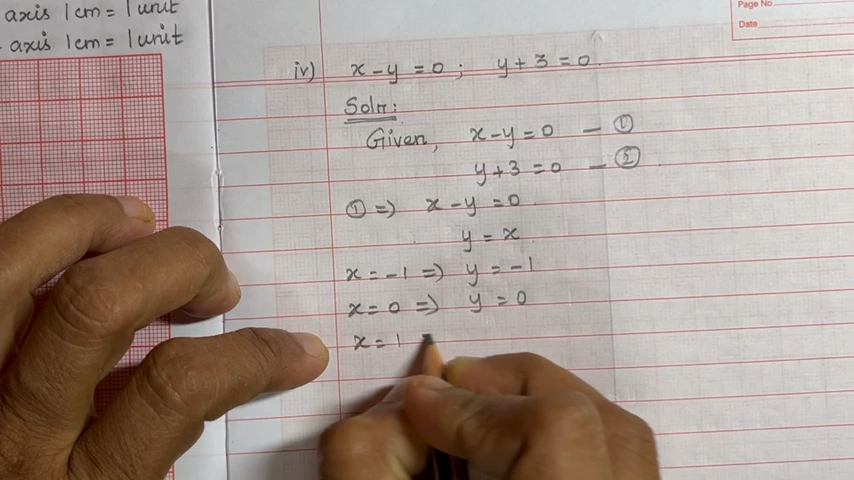 axis 1cm = 1 unit
axis 1cm = 1 unit
Page No
Date
iv) x - y = 0 ; y + 3 = 0.
Soln:
Given, x - y = 0 — ①
y + 3 = 0 — ②
① => x - y = 0.
y = x
x = -1 => y = -1
x = 0 => y = 0
x = 1